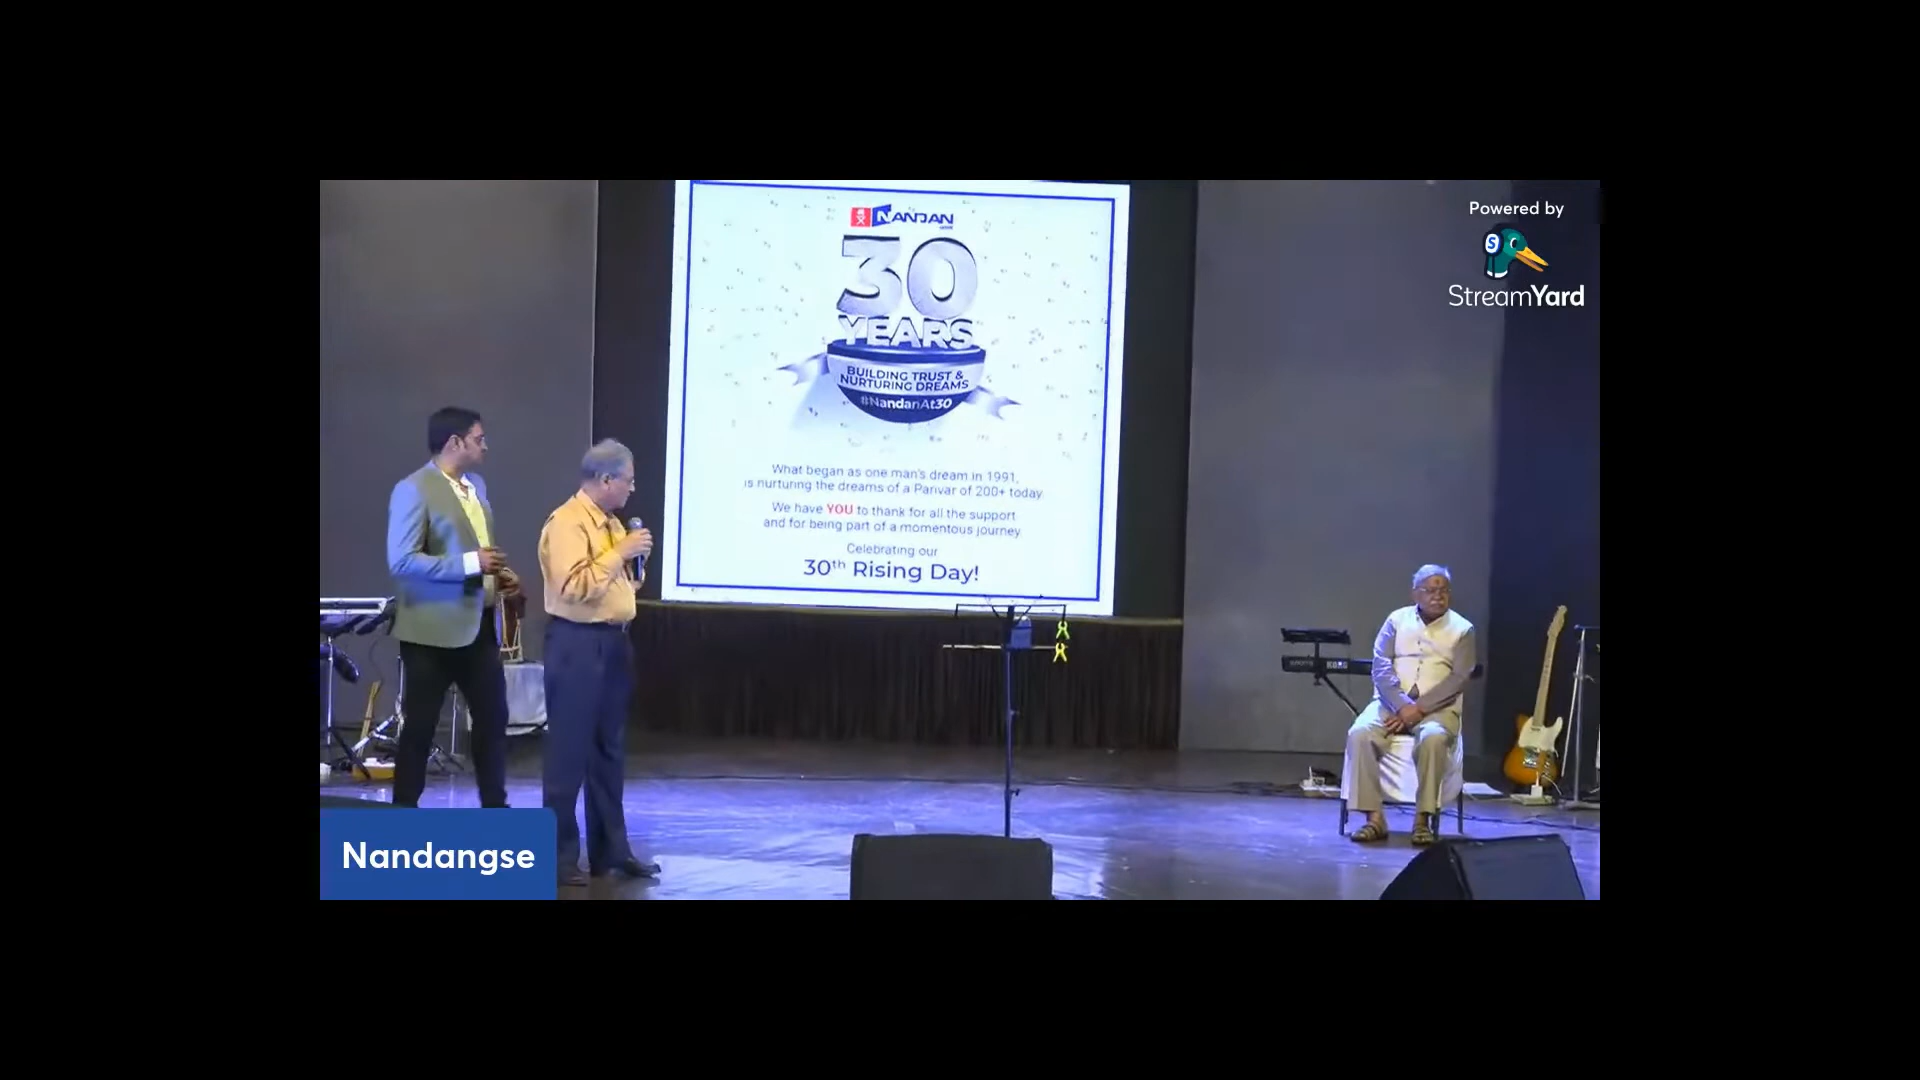 Powered by
StreamYard
NANDAN
30
YEARS
BUILDING TRUST &
NURTURING DREAMS
#NandanAt30
What began as one man's dream in 1991,
is nurturing the dreams of a Parivar of 200+ today.
We have YOU to thank for all the support
and for being part of a momentous journey
Celebrating our
30th Rising Day!
KORG
Nandangse